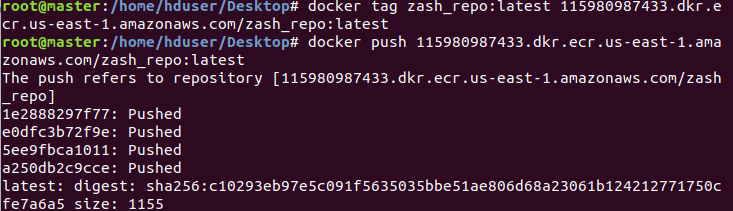 root@master:/home/hduser/Desktop# docker tag zash_repo:latest 115980987433.dkr.e
cr.us-east-1.amazonaws.com/zash_repo:latest
root@master:/home/hduser/Desktop# docker push 115980987433.dkr.ecr.us-east-1.ama
zonaws.com/zash_repo:latest
The push refers to repository [115980987433.dkr.ecr.us-east-1.amazonaws.com/zash
_repo]
1e2888297f77: Pushed
e0dfc3b72f9e: Pushed
5ee9fbca1011: Pushed
a250db2c9cce: Pushed
latest: digest: sha256:c10293eb97e5c091f5635035bbe51ae806d68a23061b124212771750c
fe7a6a5 size: 1155